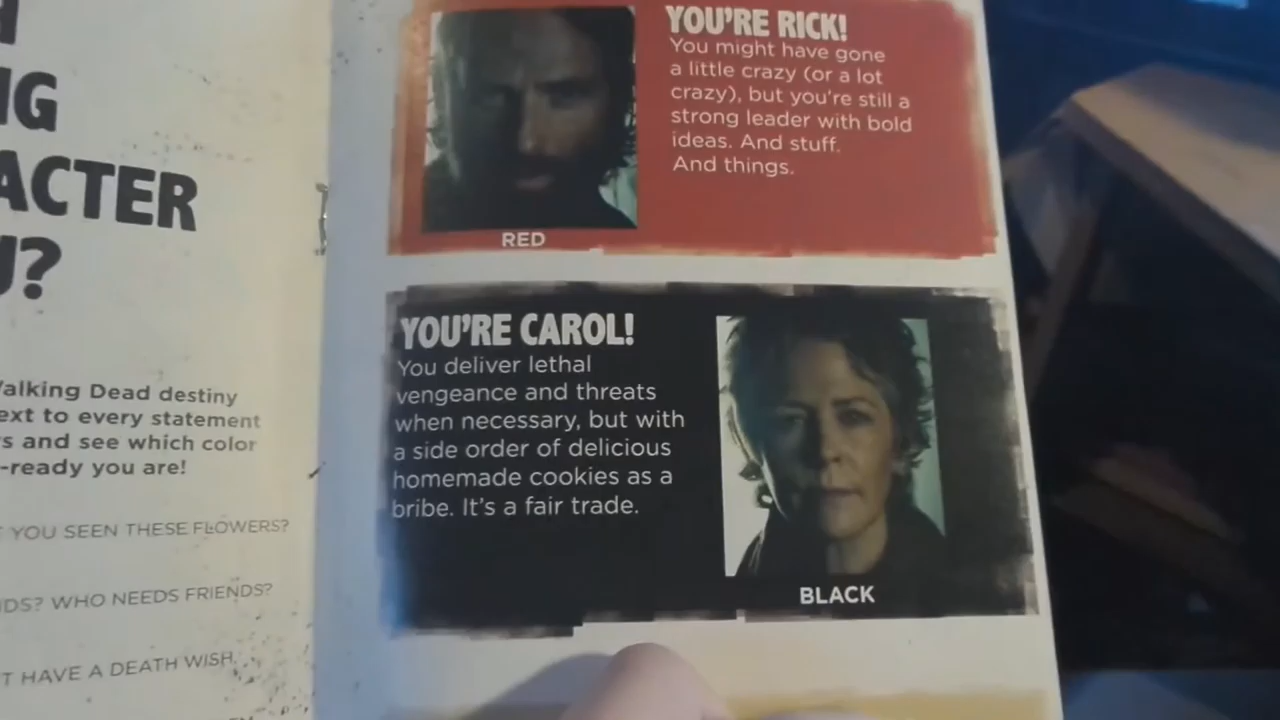 ACTER
Walking Dead destiny
next to every statement
and see which color
-ready you are!
YOU SEEN THESE FLOWERS?
WHO NEEDS FRIENDS?
HAVE A DEATH WISH.
YOU'RE RICK!
You might have gone
a little crazy (or a lot
crazy), but you're still a
strong leader with bold
ideas. And stuff.
And things.
RED
YOU'RE CAROL!
You deliver lethal
vengeance and threats
when necessary, but with
a side order of delicious
homemade cookies as a
bribe. It's a fair trade.
BLACK